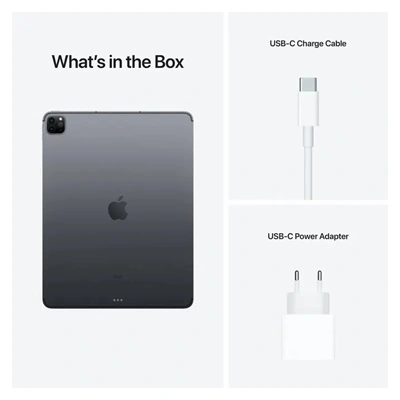 What's in the Box
USB-C Charge Cable
USB-C Power Adapter